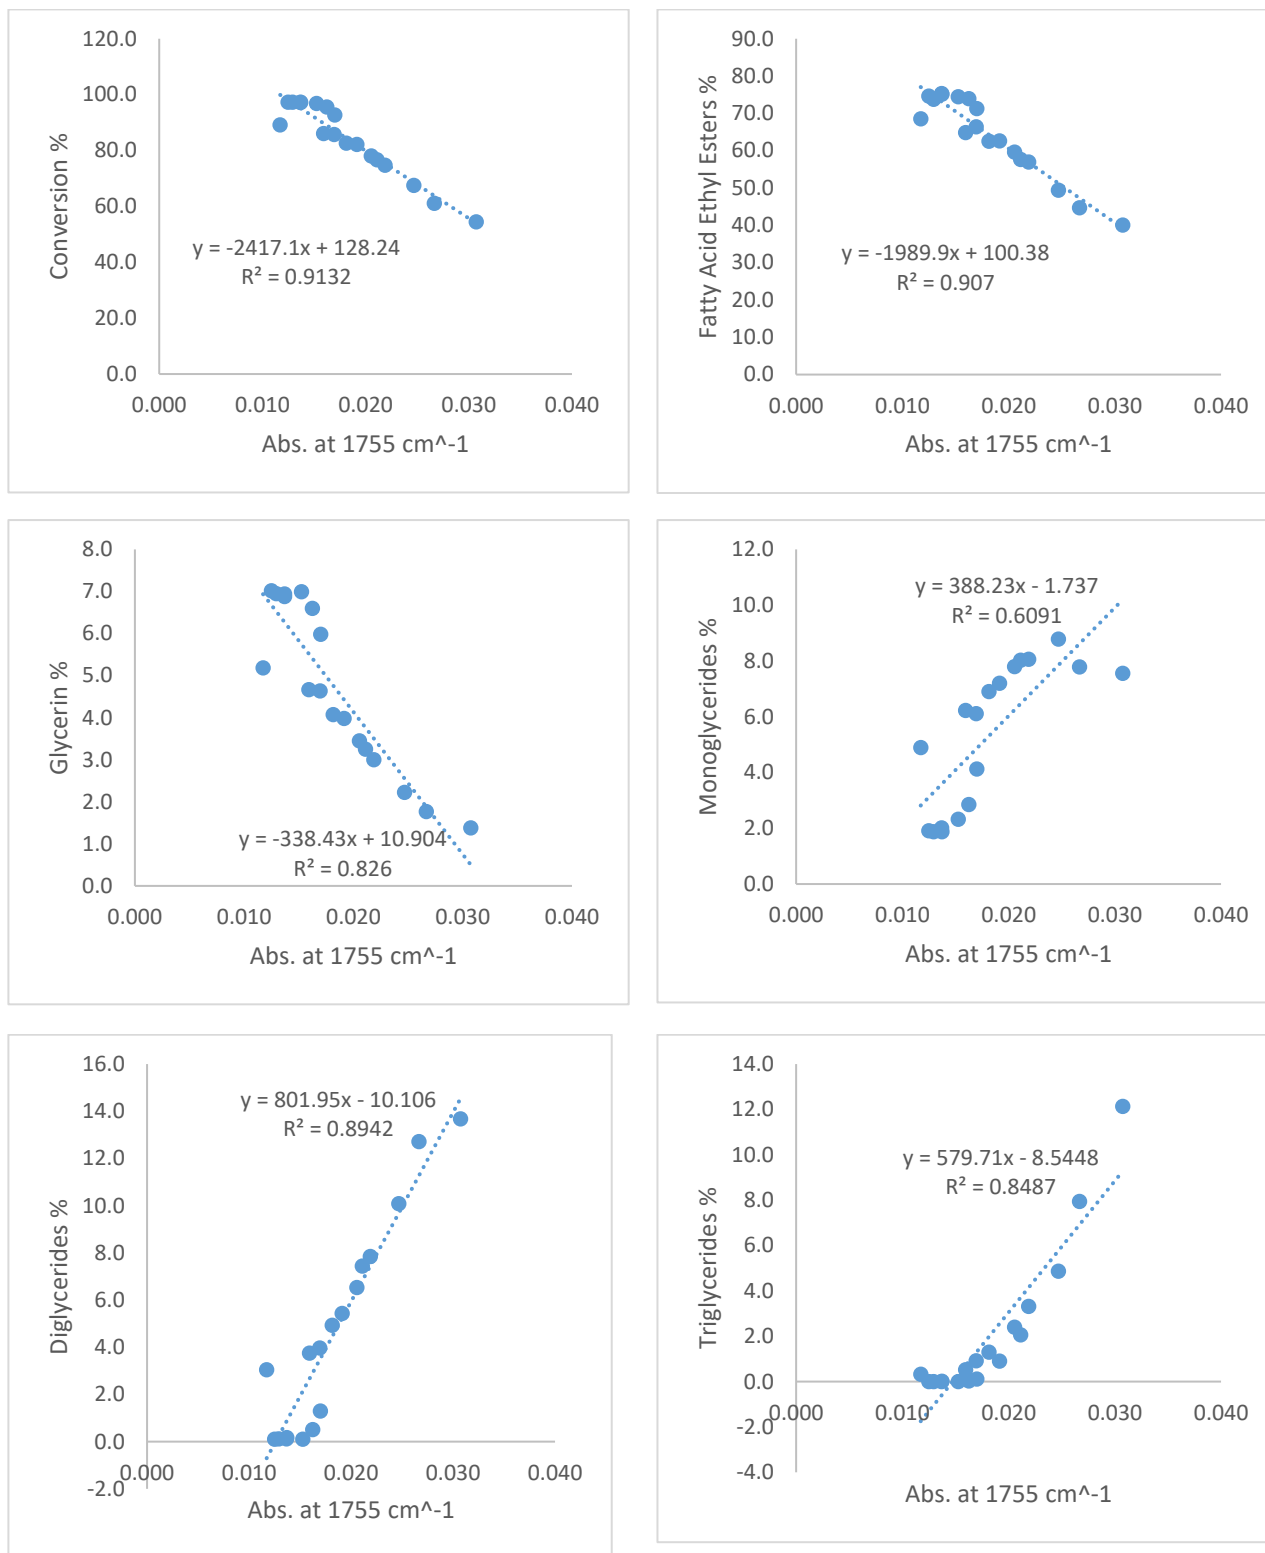 120.0
100.0
80.0
60.0
40.0
20.0
0.0
Conversion %
y = -2417.1x + 128.24
R² = 0.9132
0.000 0.010 0.020 0.030 0.040
Abs. at 1755 cm^-1
90.0
80.0
70.0
60.0
50.0
40.0
30.0
20.0
10.0
0.0
Fatty Acid Ethyl Esters %
y = -1989.9x + 100.38
R² = 0.907
0.000 0.010 0.020 0.030 0.040
Abs. at 1755 cm^-1
8.0
7.0
6.0
5.0
4.0
3.0
2.0
1.0
0.0
Glycerin %
y = -338.43x + 10.904
R² = 0.826
0.000 0.010 0.020 0.030 0.040
Abs. at 1755 cm^-1
12.0
10.0
8.0
6.0
4.0
2.0
0.0
Monoglycerides %
y = 388.23x - 1.737
R² = 0.6091
0.000 0.010 0.020 0.030 0.040
Abs. at 1755 cm^-1
16.0
14.0
12.0
10.0
8.0
6.0
4.0
2.0
0.0
-2.0
Diglycerides %
y = 801.95x - 10.106
R² = 0.8942
0.000 0.010 0.020 0.030 0.040
Abs. at 1755 cm^-1
14.0
12.0
10.0
8.0
6.0
4.0
2.0
0.0
-2.0
-4.0
Triglycerides %
y = 579.71x - 8.5448
R² = 0.8487
0.000 0.010 0.020 0.030 0.040
Abs. at 1755 cm^-1